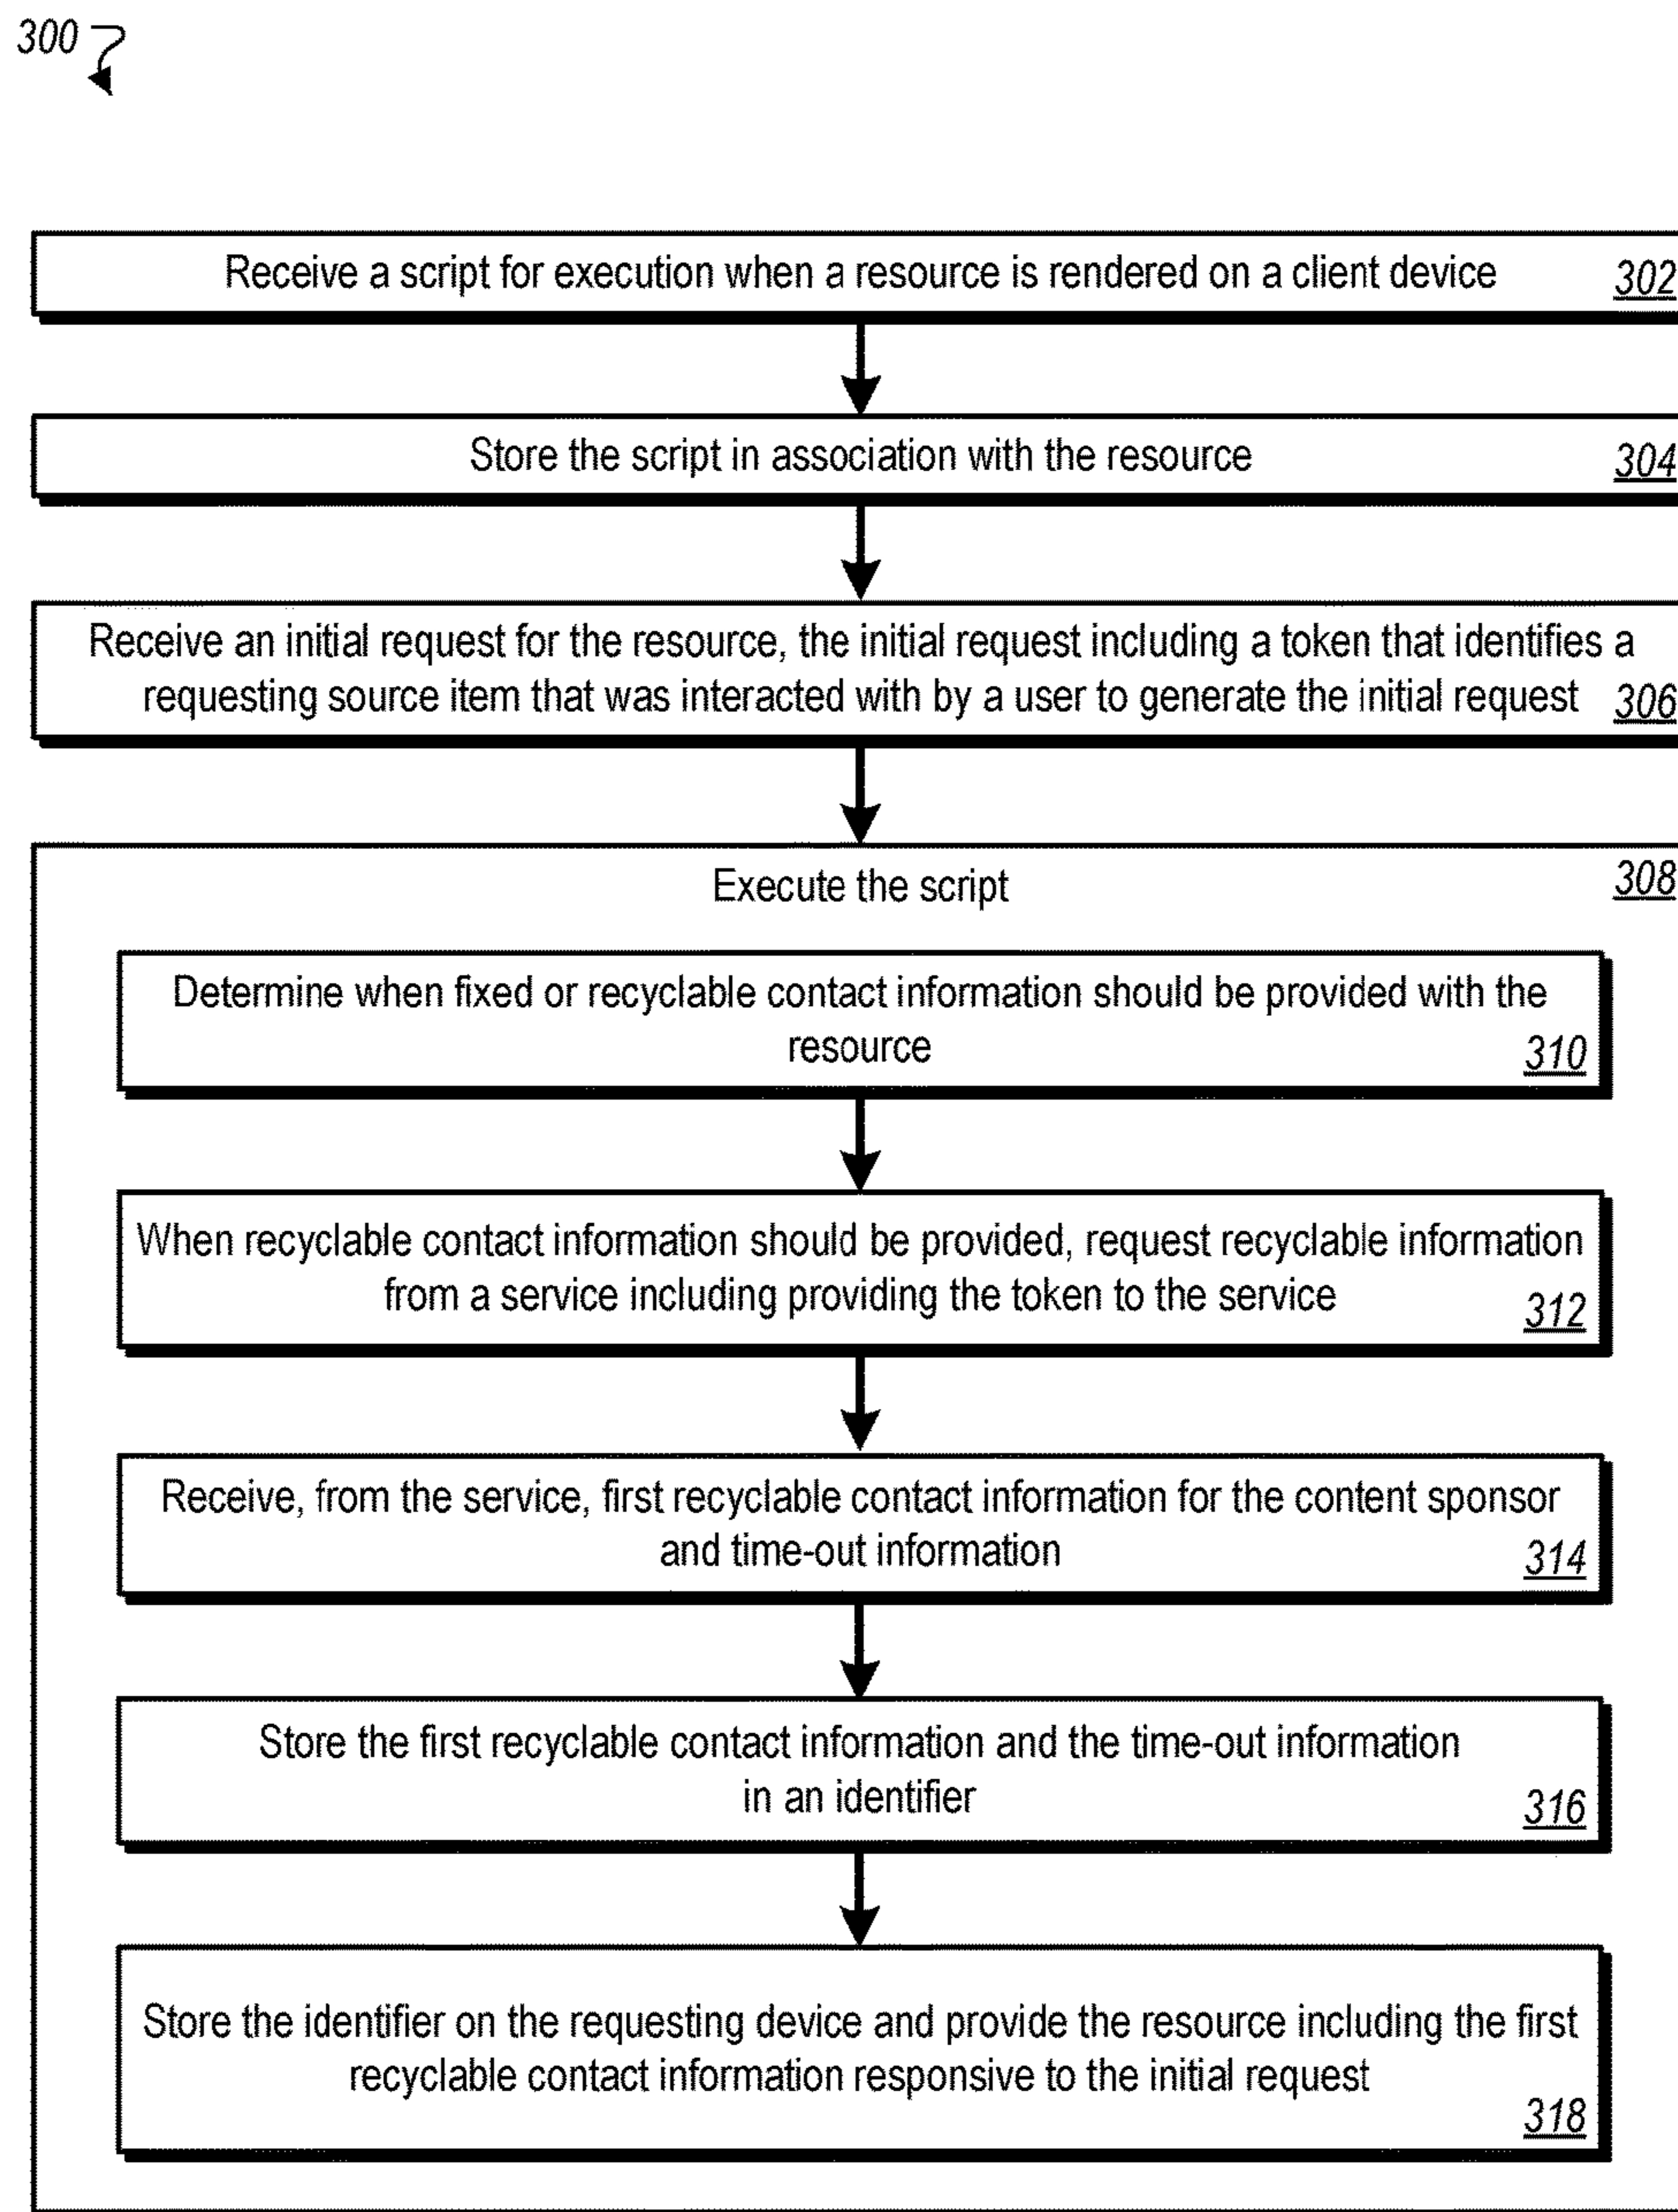 300
Receive a script for execution when a resource is rendered on a client device 302
Store the script in association with the resource 304
Receive an initial request for the resource, the initial request including a token that identifies a
requesting source item that was interacted with by a user to generate the initial request 306
Execute the script 308
Determine when fixed or recyclable contact information should be provided with the
resource 310
When recyclable contact information should be provided, request recyclable information
from a service including providing the token to the service 312
Receive, from the service, first recyclable contact information for the content sponsor
and time-out information 314
Store the first recyclable contact information and the time-out information
in an identifier 316
Store the identifier on the requesting device and provide the resource including the first
recyclable contact information responsive to the initial request 318